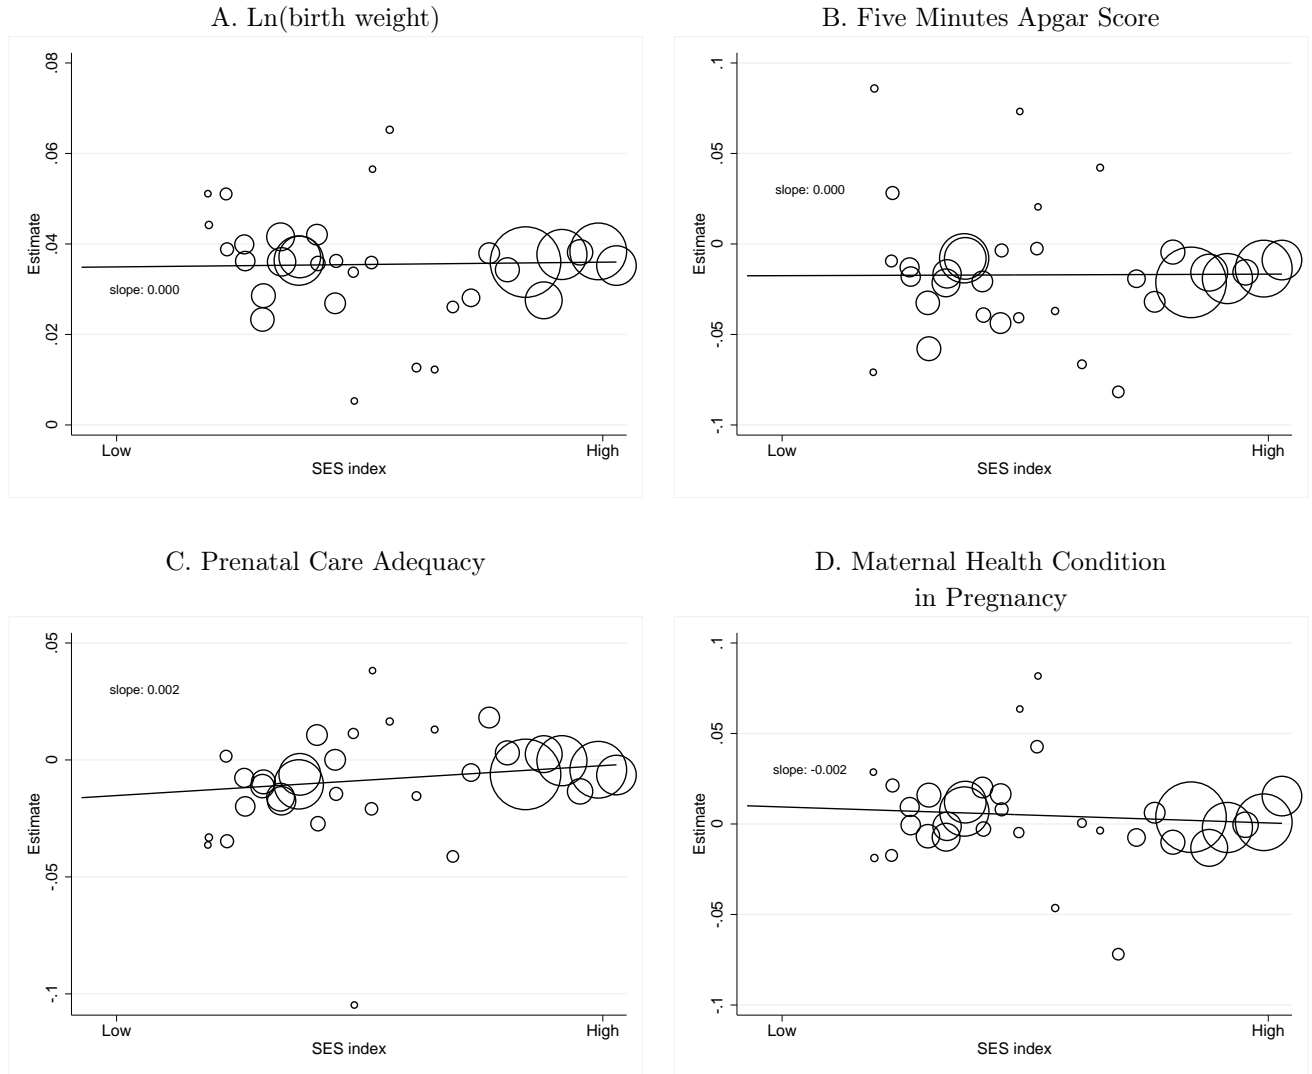 A. Ln(birth weight)
.08
.06
.04
.02
0
Estimate
slope: 0.000
Low
High
SES index
B. Five Minutes Apgar Score
.1
.05
0
-.05
-.1
Estimate
slope: 0.000
Low
High
SES index
C. Prenatal Care Adequacy
.05
0
-.05
-.1
Estimate
slope: 0.002
Low
High
SES index
D. Maternal Health Condition
in Pregnancy
.1
.05
0
-.05
-.1
Estimate
slope: -0.002
Low
High
SES index